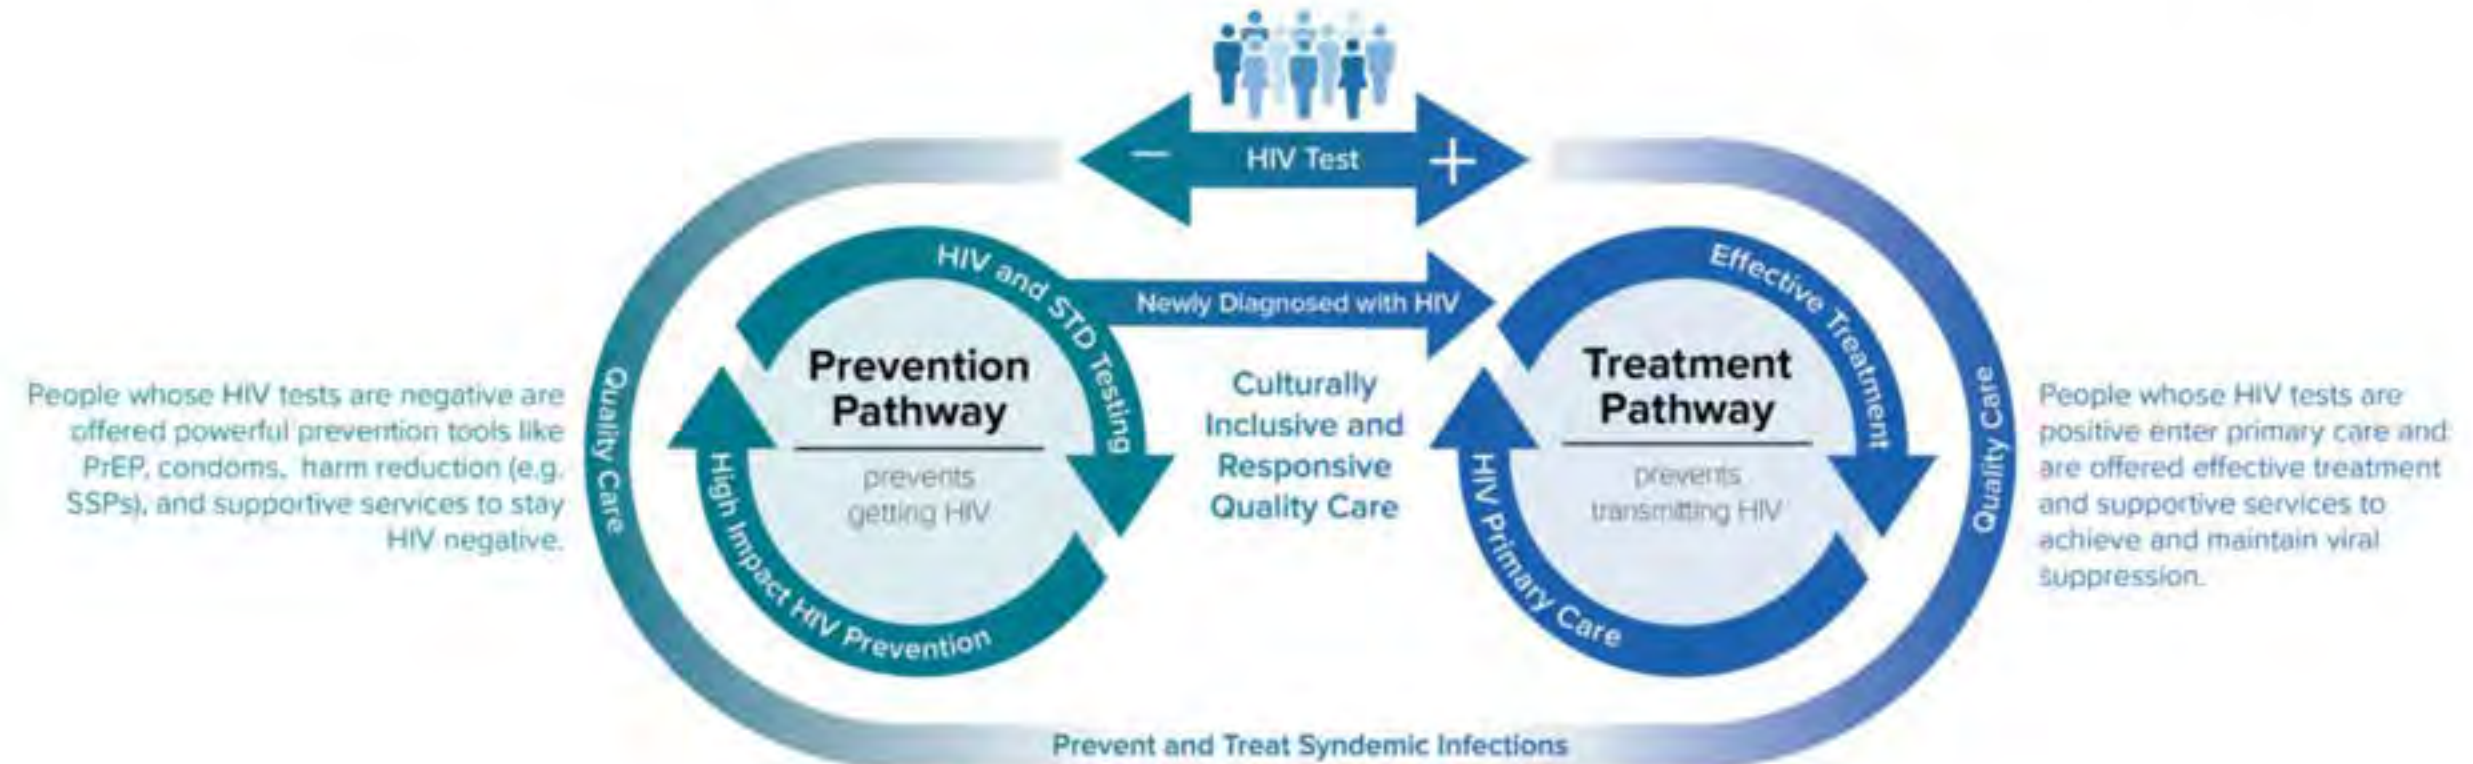 − HIV Test +
HIV and STD Testing
Newly Diagnosed with HIV
Effective Treatment
Quality Care
People whose HIV tests are negative are
offered powerful prevention tools like
PrEP, condoms, harm reduction (e.g.
SSPs), and supportive services to stay
HIV negative.
Prevention
Pathway
prevents
getting HIV
High Impact HIV Prevention
Culturally
Inclusive and
Responsive
Quality Care
Treatment
Pathway
prevents
transmitting HIV
HIV Primary Care
Quality Care
People whose HIV tests are
positive enter primary care and
are offered effective treatment
and supportive services to
achieve and maintain viral
suppression.
Prevent and Treat Syndemic Infections